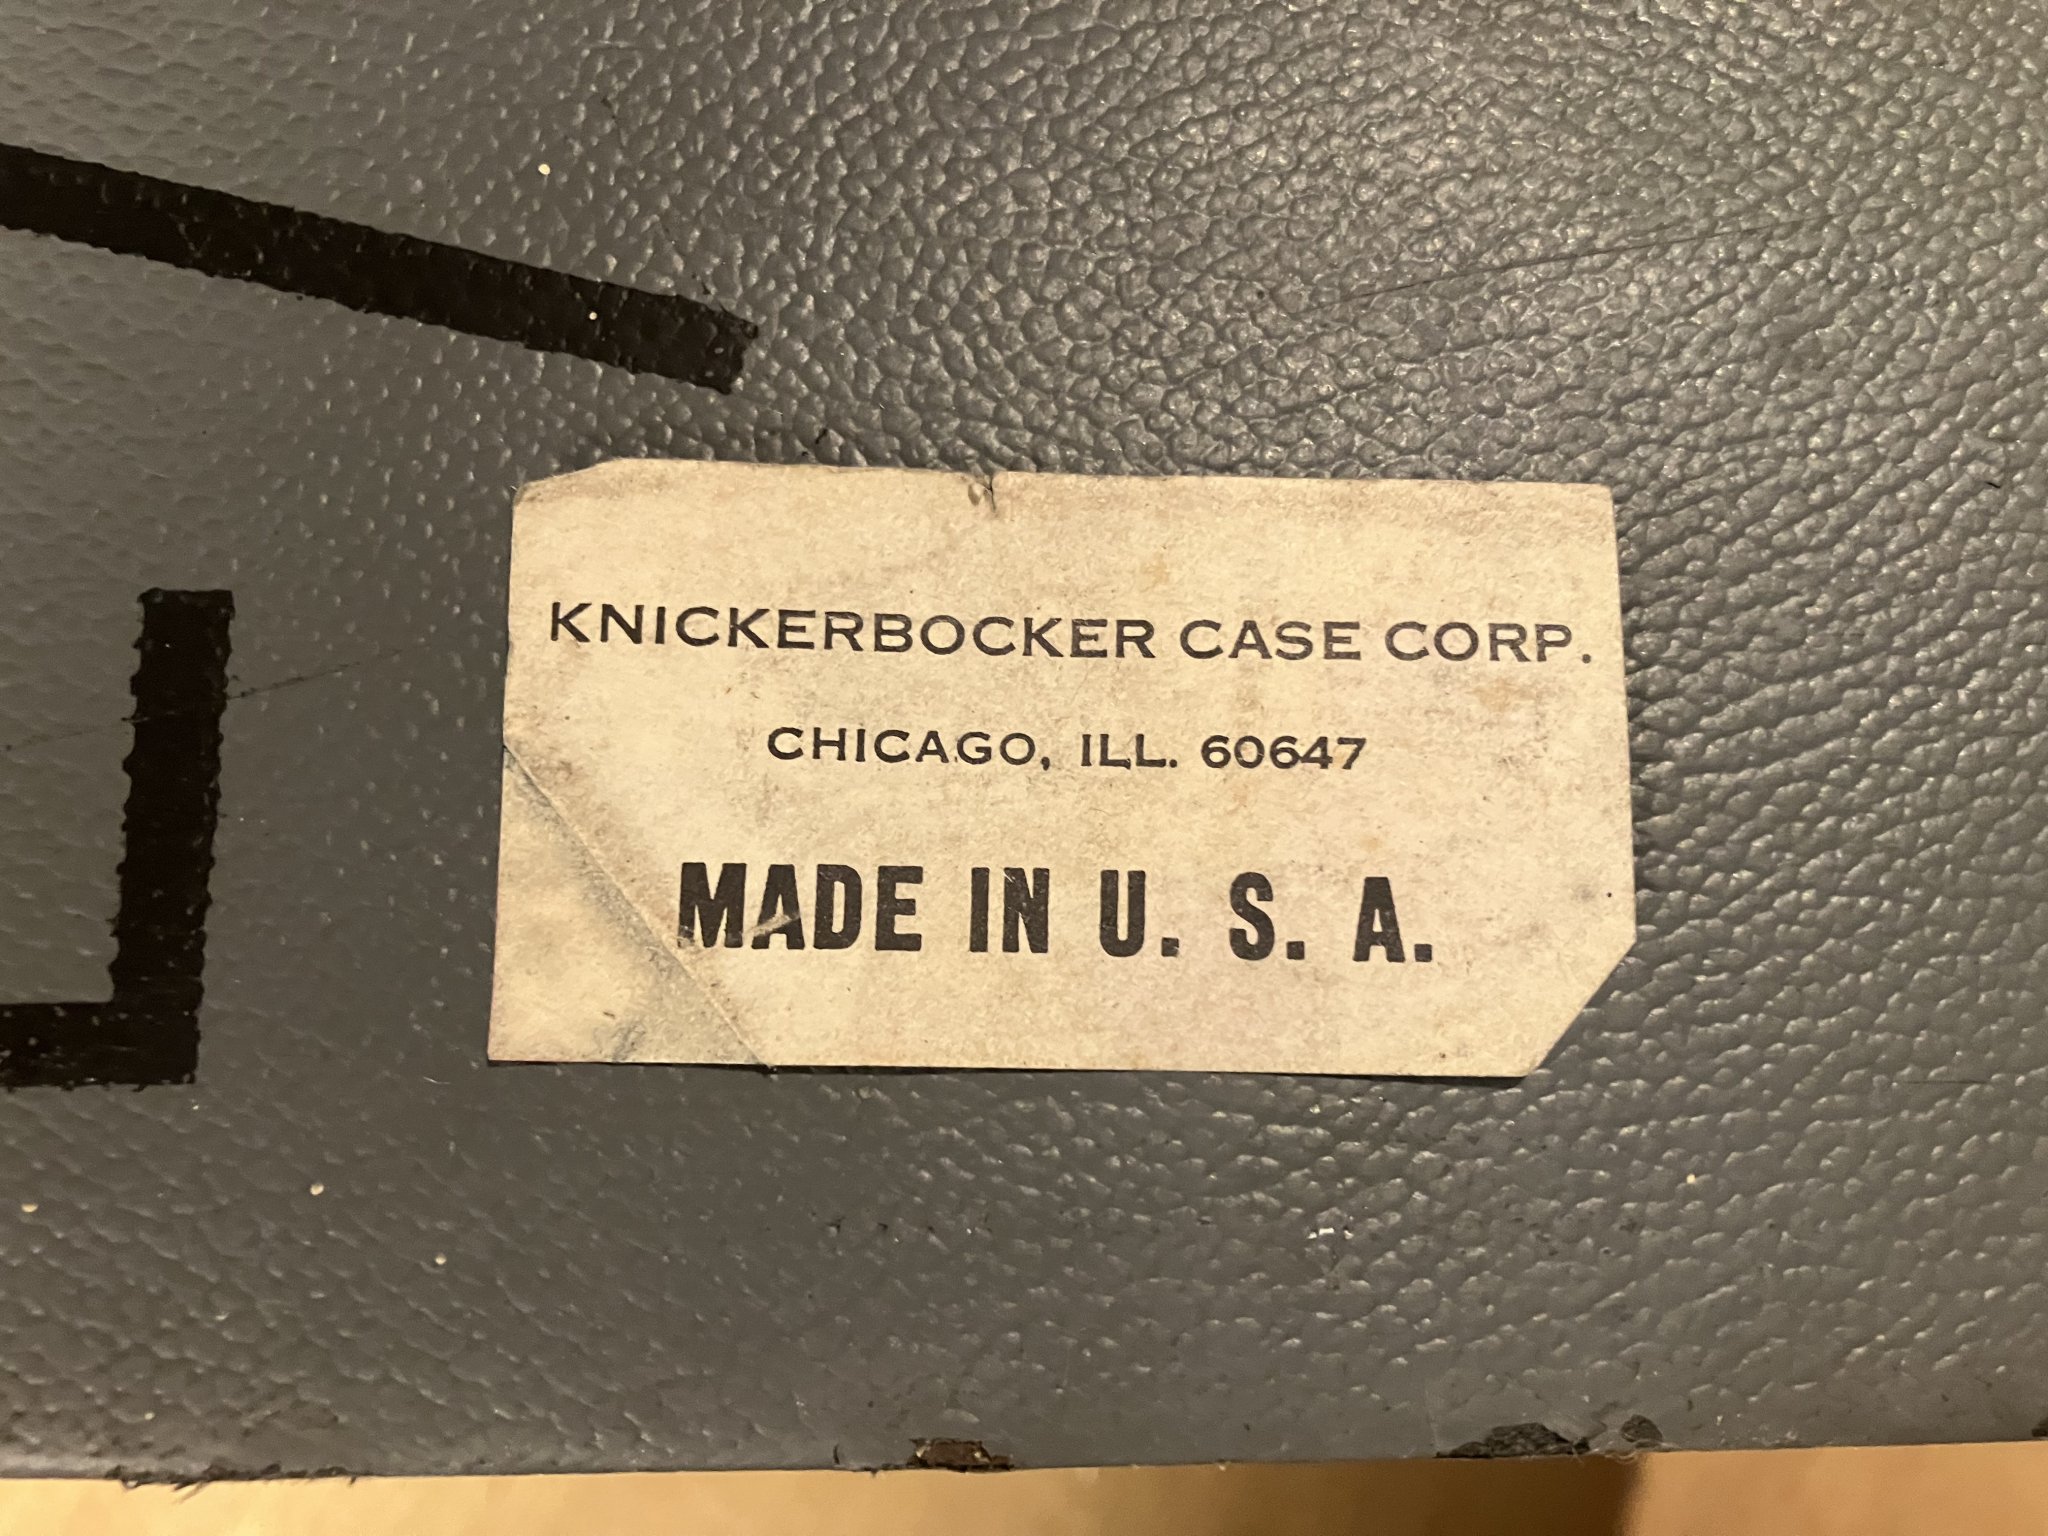 KNICKERBOCKER CASE CORP.
CHICAGO, ILL. 60647
MADE IN U. S. A.